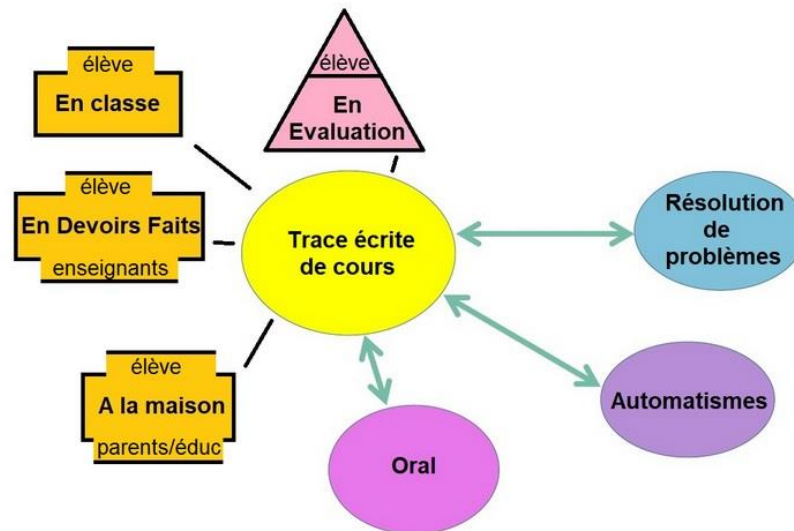 élève
En classe
élève
En Devoirs Faits
enseignants
élève
A la maison
parents/éduc
élève
En
Evaluation
Trace écrite
de cours
Résolution
de
problèmes
Automatismes
Oral